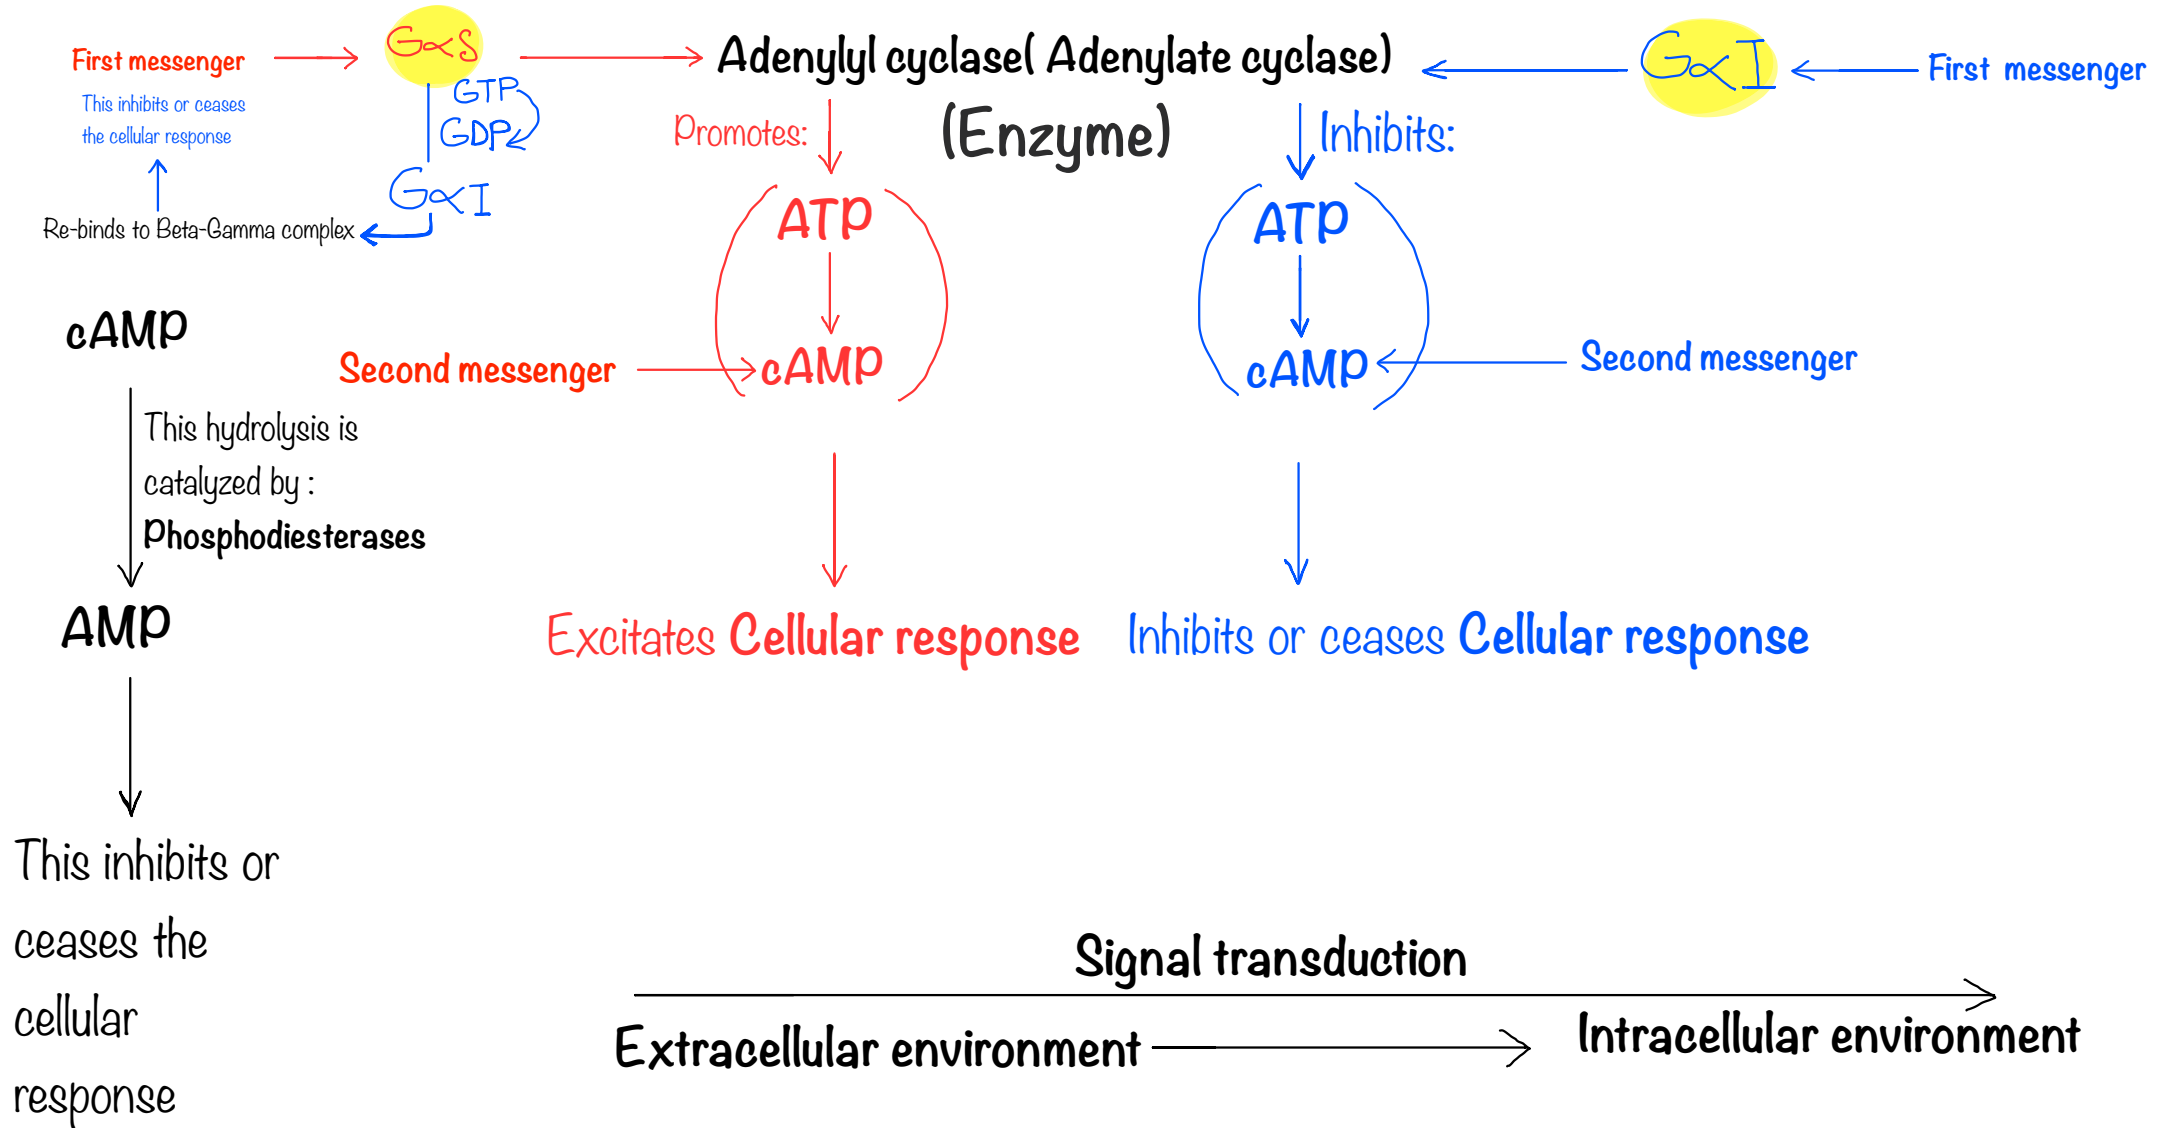 First messenger
GαS
Adenylyl cyclase( Adenylate cyclase)
GαI
First messenger
This inhibits or ceases
the cellular response
GTP
GDP
Promotes:
(Enzyme)
Inhibits:
GαI
Re-binds to Beta-Gamma complex
ATP
ATP
cAMP
Second messenger
cAMP
cAMP
Second messenger
This hydrolysis is
catalyzed by :
Phosphodiesterases
AMP
Excitates Cellular response
Inhibits or ceases Cellular response
This inhibits or
ceases the
cellular
response
Signal transduction
Extracellular environment
Intracellular environment